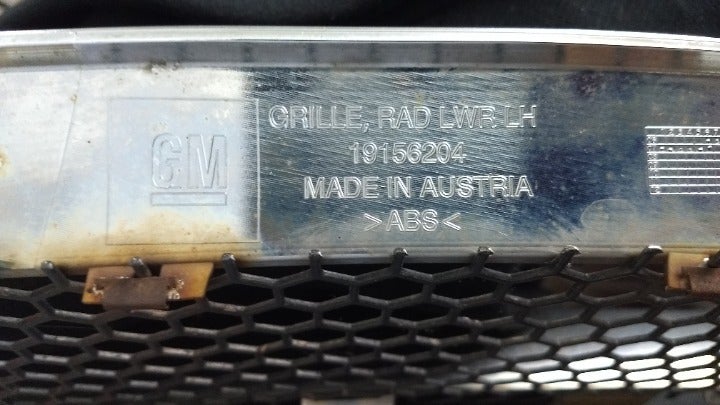 GM
GRILLE, RAD LWR LH
19156204
MADE IN AUSTRIA
>ABS<